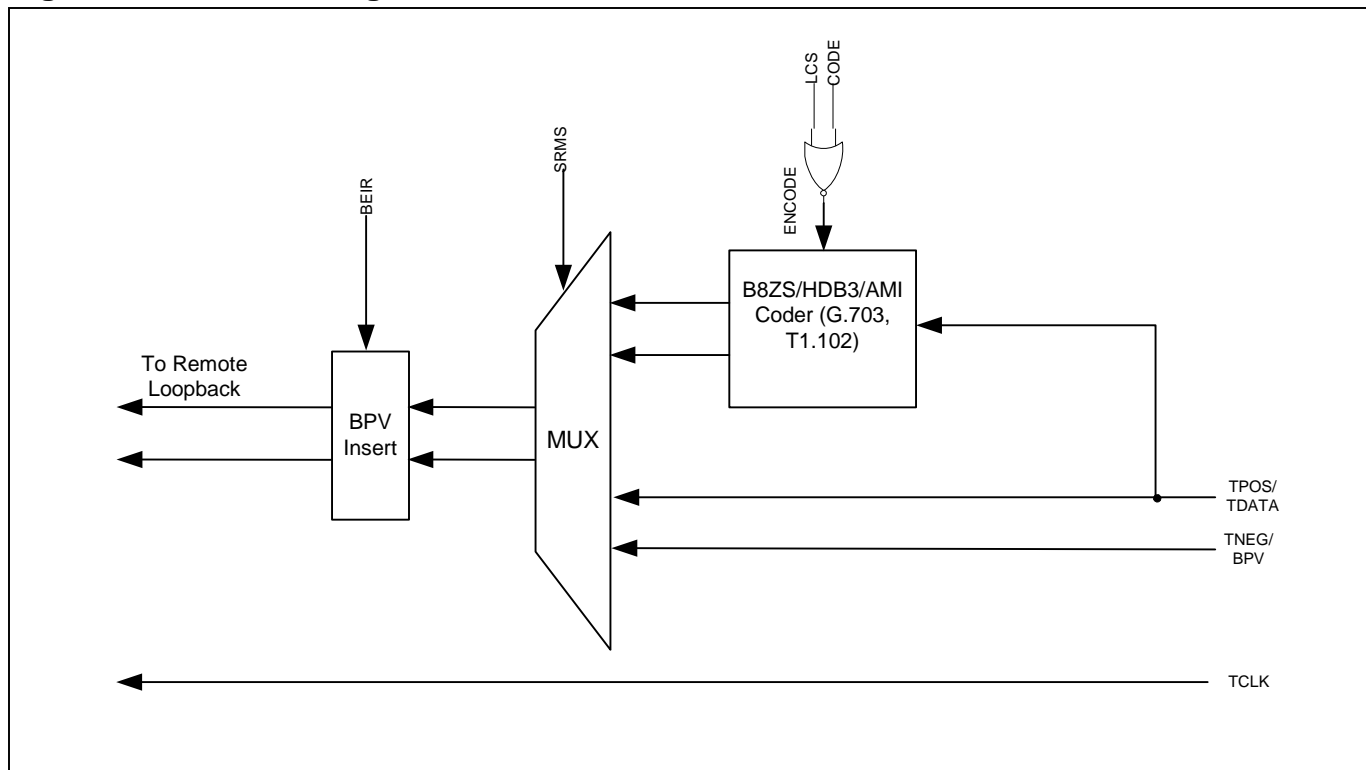 LCS
CODE
SRMS
BEIR
ENCODE
B8ZS/HDB3/AMI
Coder (G.703,
T1.102)
To Remote
Loopback
BPV
Insert
MUX
TPOS/
TDATA
TNEG/
BPV
TCLK